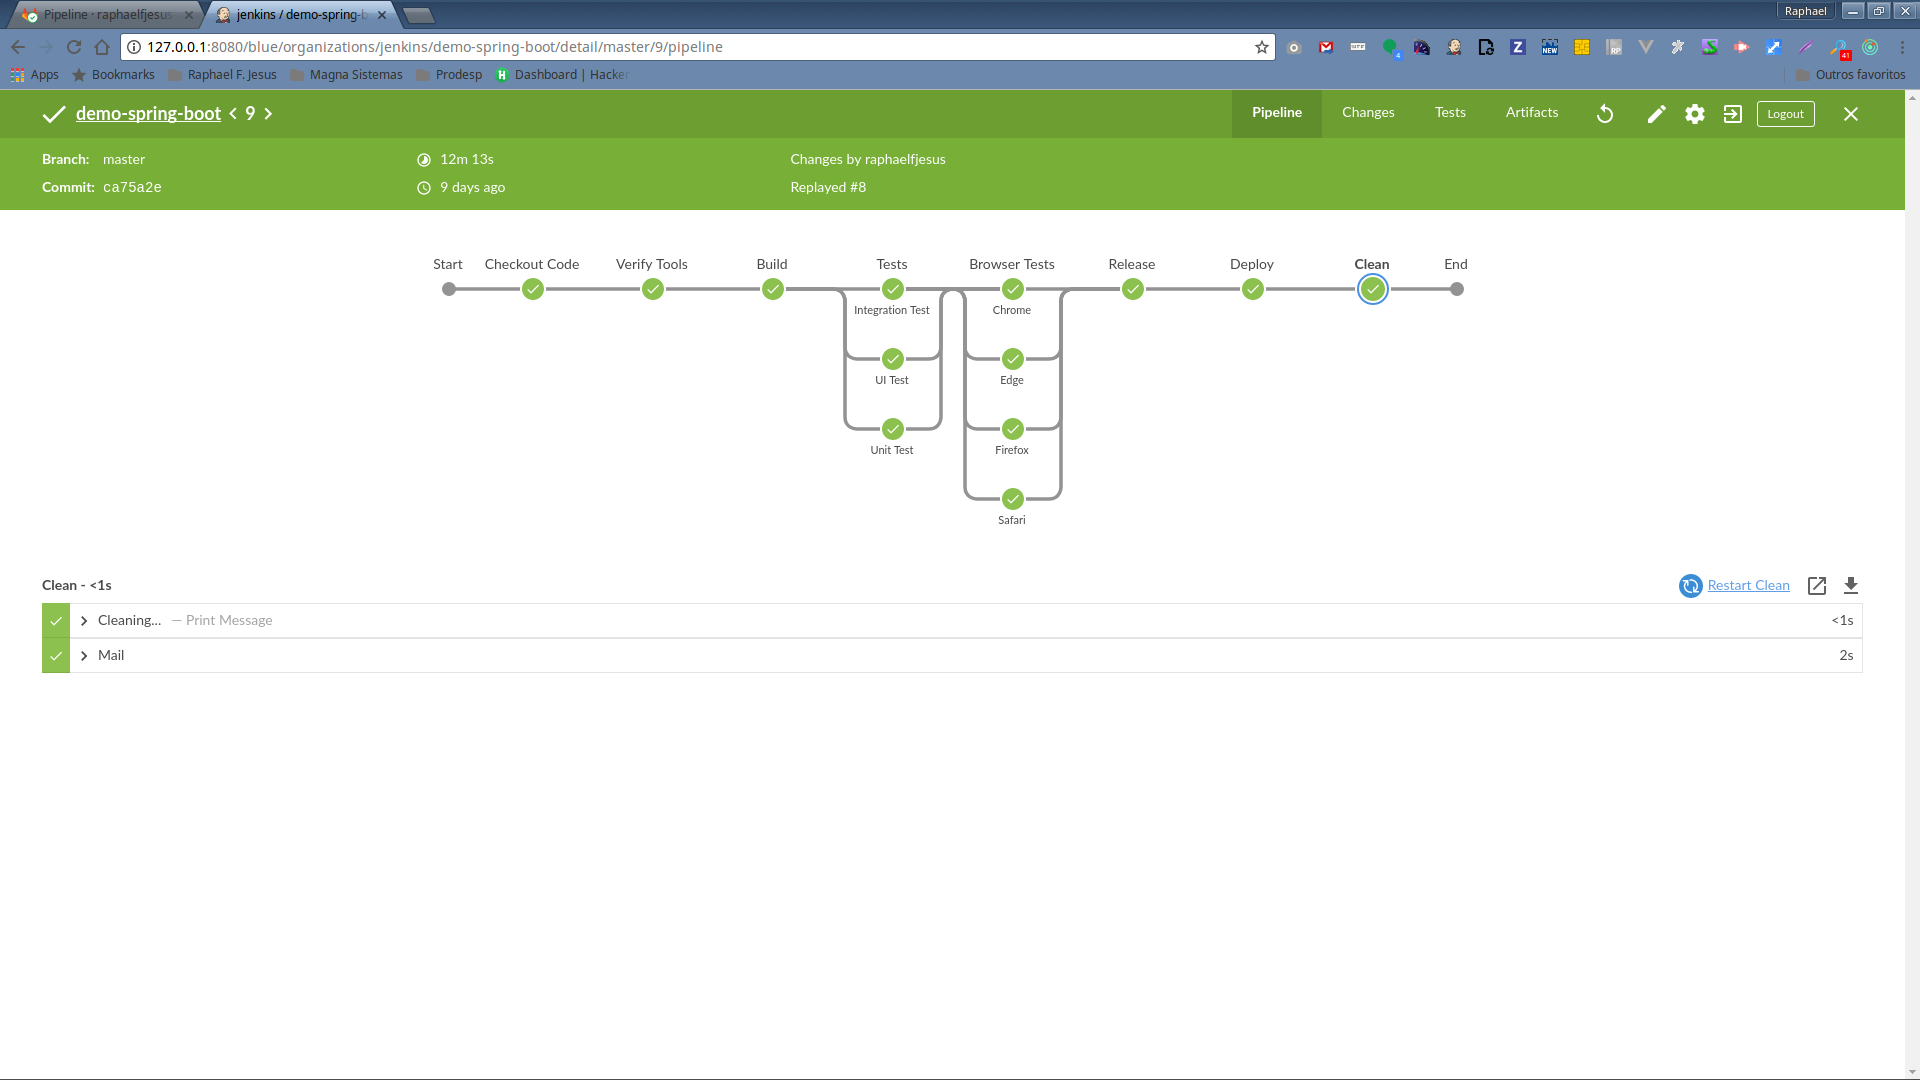 Pipeline · raphaelfjesus
jenkins / demo-spring-b
Raphael
127.0.0.1:8080/blue/organizations/jenkins/demo-spring-boot/detail/master/9/pipeline
Apps Bookmarks Raphael F. Jesus Magna Sistemas Prodesp Dashboard | Hacker Outros favoritos
demo-spring-boot < 9 > Pipeline Changes Tests Artifacts Logout
Branch: master 12m 13s Changes by raphaelfjesus
Commit: ca75a2e 9 days ago Replayed #8
Start Checkout Code Verify Tools Build Tests Browser Tests Release Deploy Clean End
Integration Test Chrome
UI Test Edge
Unit Test Firefox
Safari
Clean - <1s Restart Clean
Cleaning... — Print Message <1s
Mail 2s